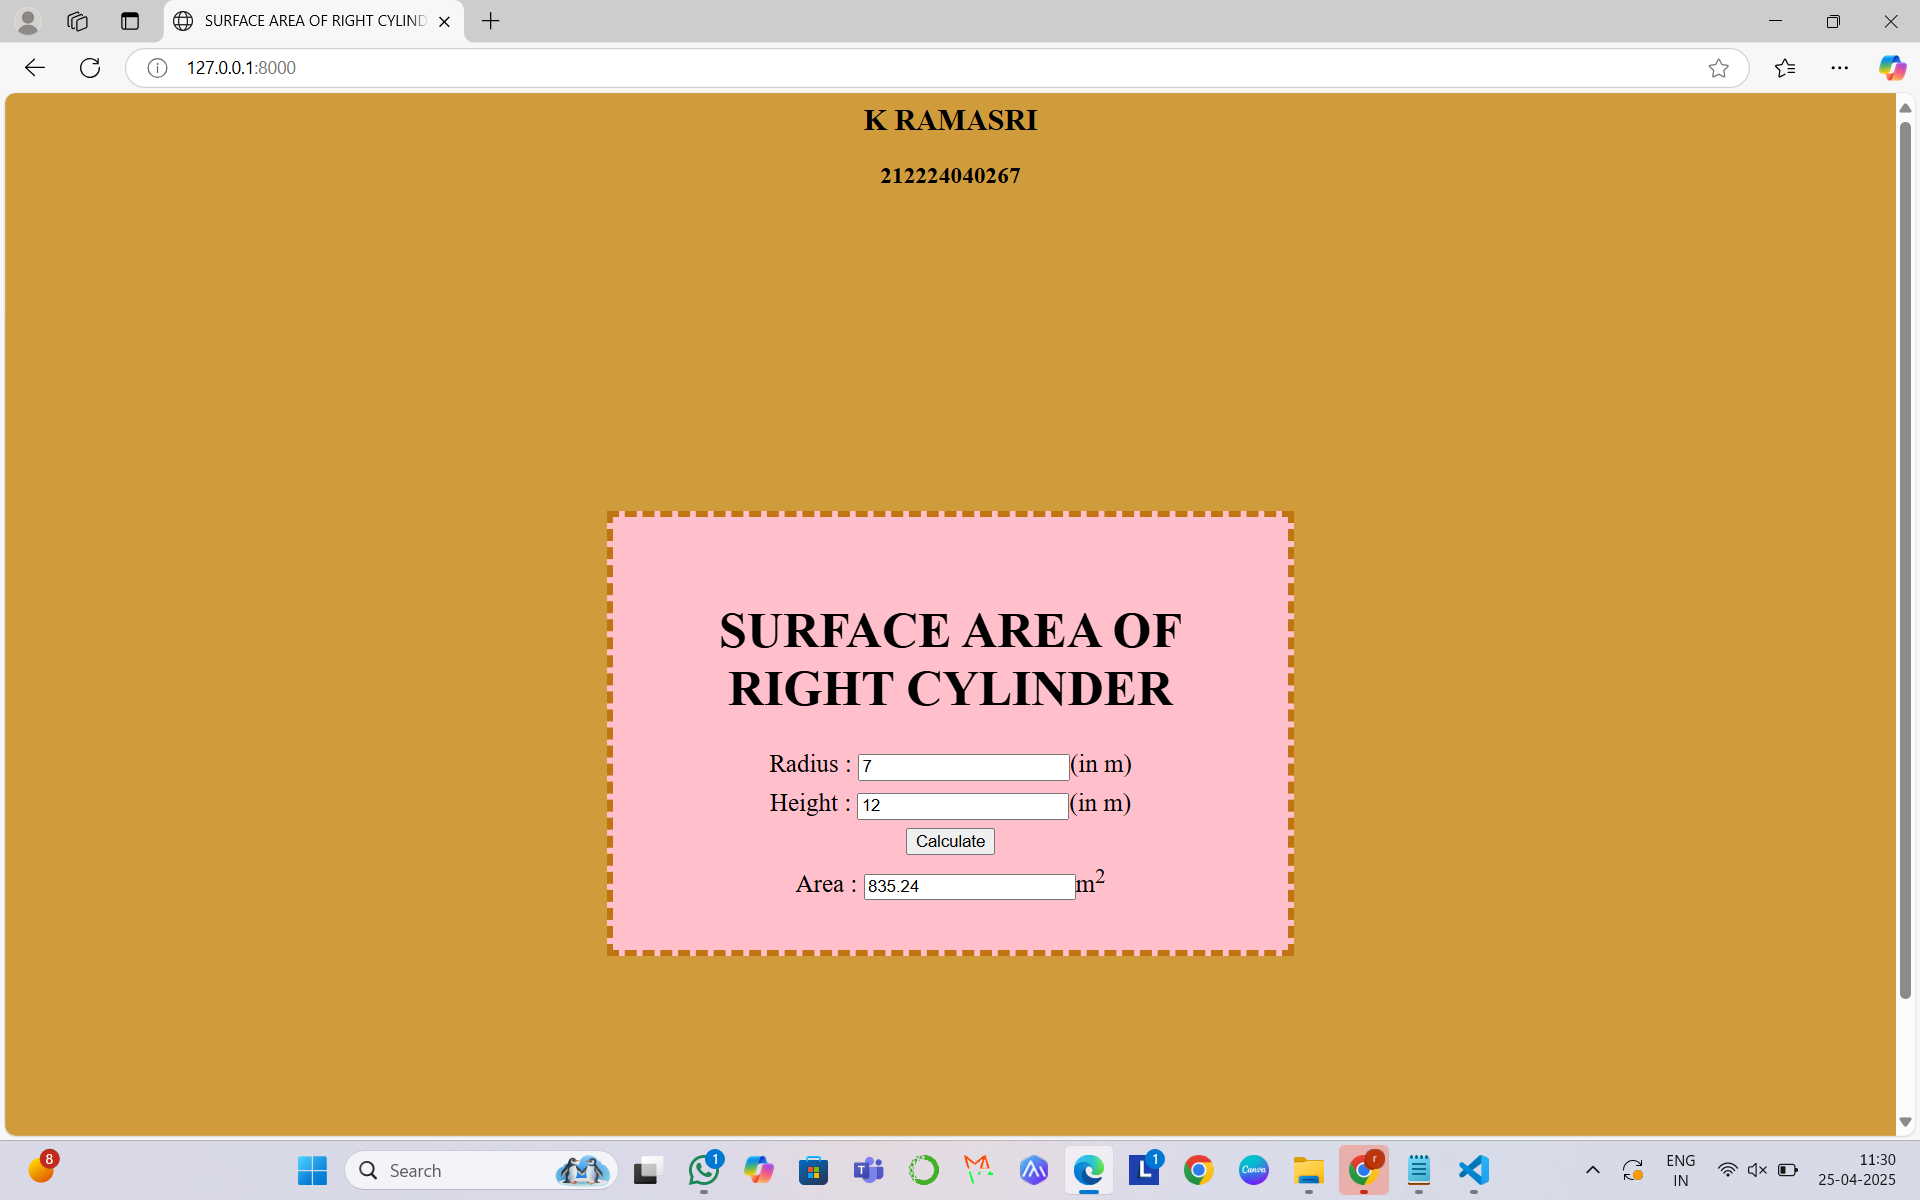 SURFACE AREA OF RIGHT CYLIND
127.0.0.1:8000
K RAMASRI
212224040267
SURFACE AREA OF
RIGHT CYLINDER
Radius : 7 (in m)
Height : 12 (in m)
Calculate
Area : 835.24 m²
8
Search
1
T
L 1
Canva
r
ENG
IN
11:30
25-04-2025